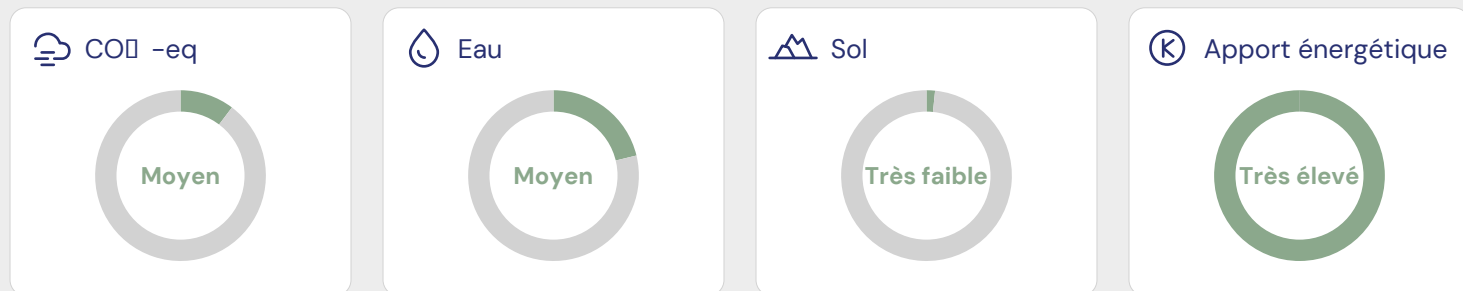 CO▯ -eq
Eau
Sol
Apport énergétique
Moyen
Moyen
Très faible
Très élevé